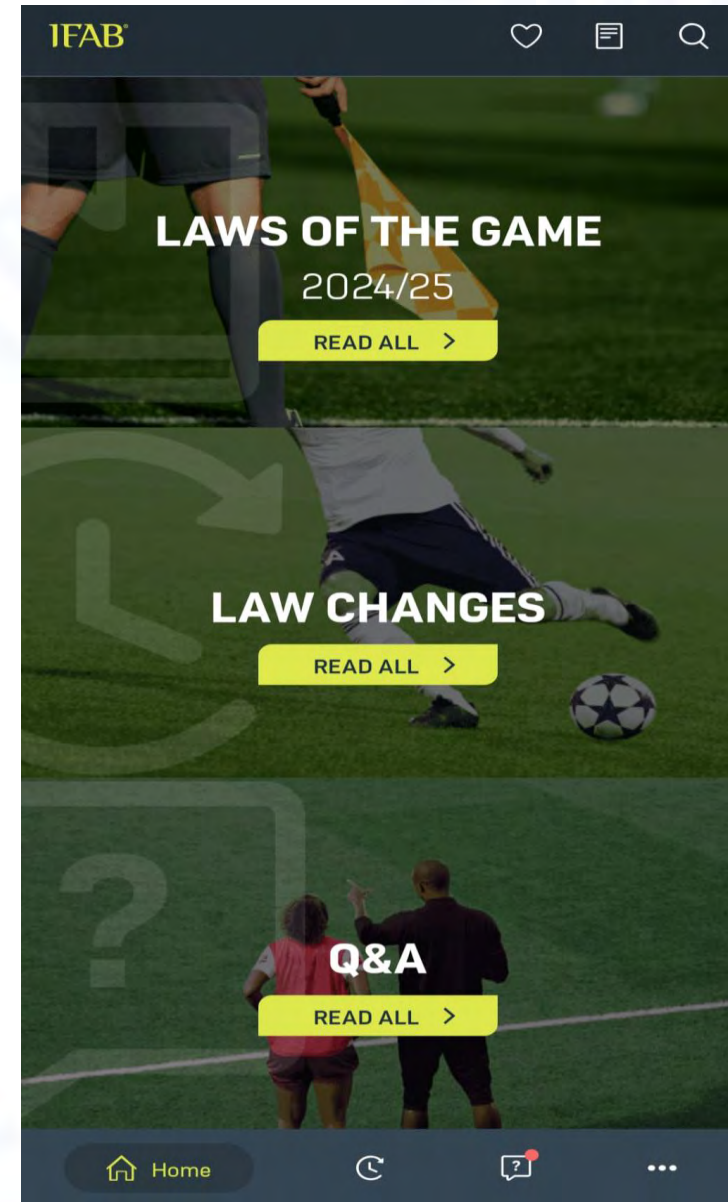 IFAB®
LAWS OF THE GAME
2024/25
READ ALL >
LAW CHANGES
READ ALL >
?
Q&A
READ ALL >
Home
?